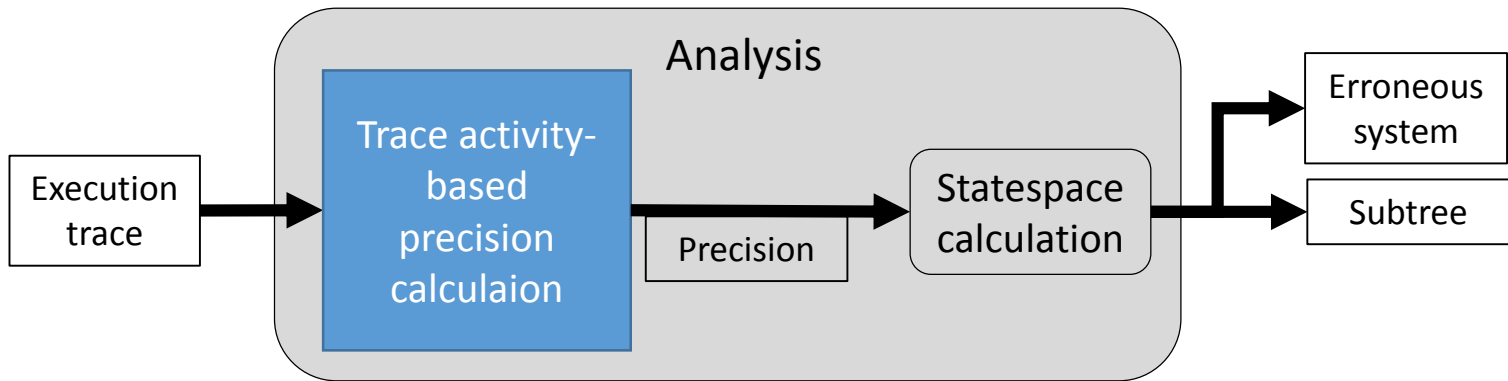 Analysis
Execution
trace
Trace activity-
based
precision
calculaion
Precision
Statespace
calculation
Erroneous
system
Subtree